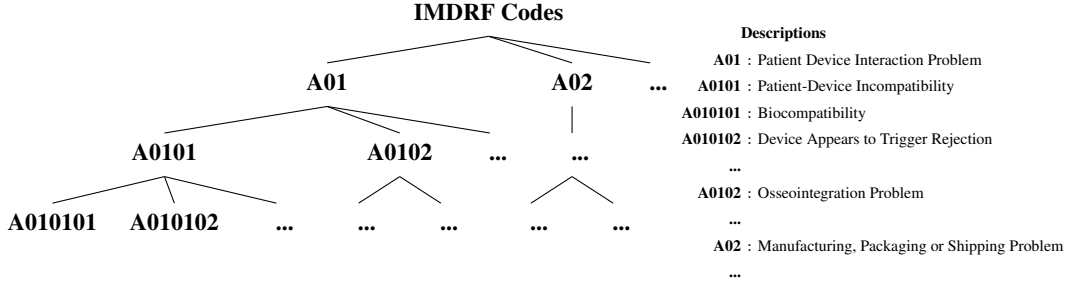 IMDRF Codes
A01 A02 ...
A0101 A0102 ... ...
A010101 A010102 ... ... ... ... ...
Descriptions
A01 : Patient Device Interaction Problem
A0101 : Patient-Device Incompatibility
A010101 : Biocompatibility
A010102 : Device Appears to Trigger Rejection
...
A0102 : Osseointegration Problem
...
A02 : Manufacturing, Packaging or Shipping Problem
...